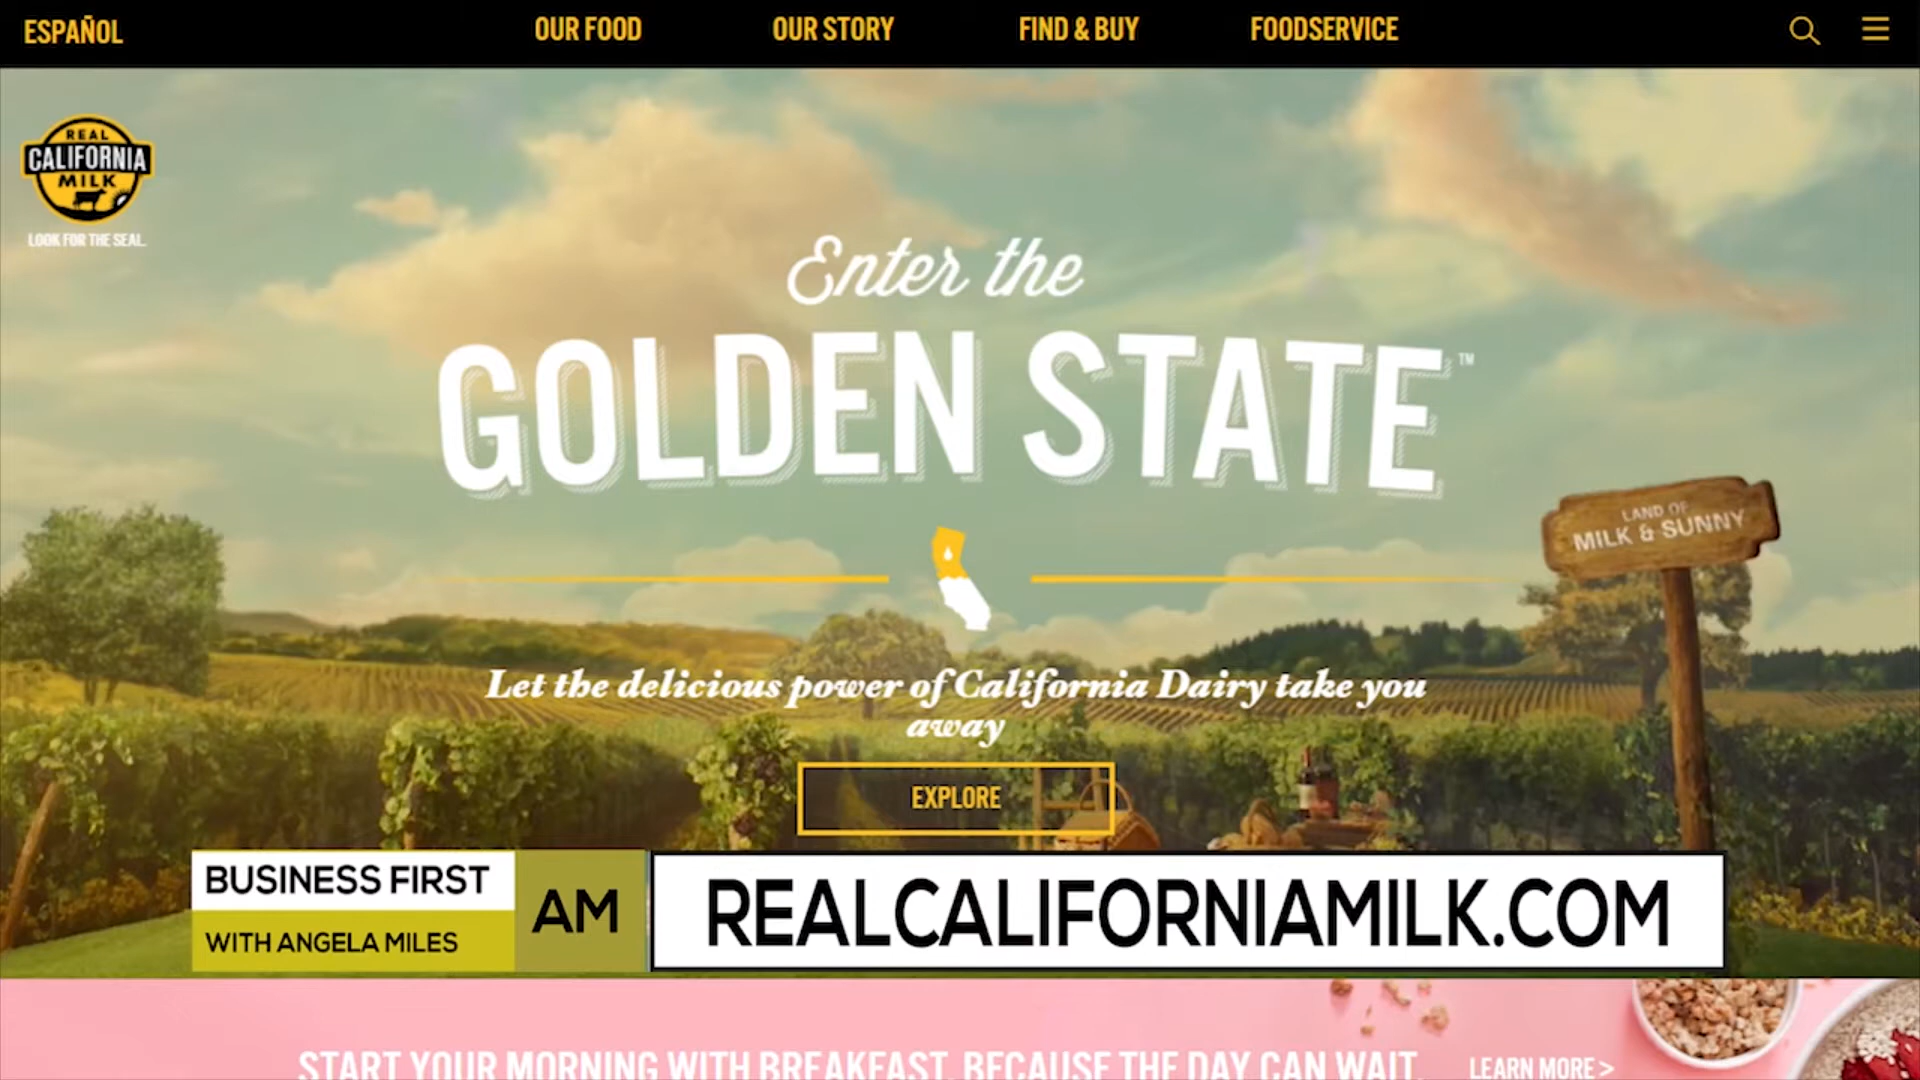 ESPAÑOL
OUR FOOD
OUR STORY
FIND & BUY
FOODSERVICE
REAL
CALIFORNIA
MILK
LOOK FOR THE SEAL.
Enter the
GOLDEN STATE™
LAND OF
MILK & SUNNY
Let the delicious power of California Dairy take you
away
EXPLORE
BUSINESS FIRST
WITH ANGELA MILES
AM
REALCALIFORNIAMILK.COM
START YOUR MORNING WITH BREAKFAST, BECAUSE THE DAY CAN WAIT.
LEARN MORE >